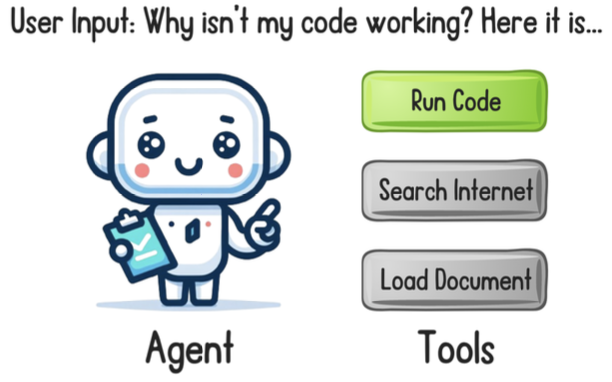 User Input: Why isn't my code working? Here it is...
Run Code
Search Internet
Load Document
Agent
Tools